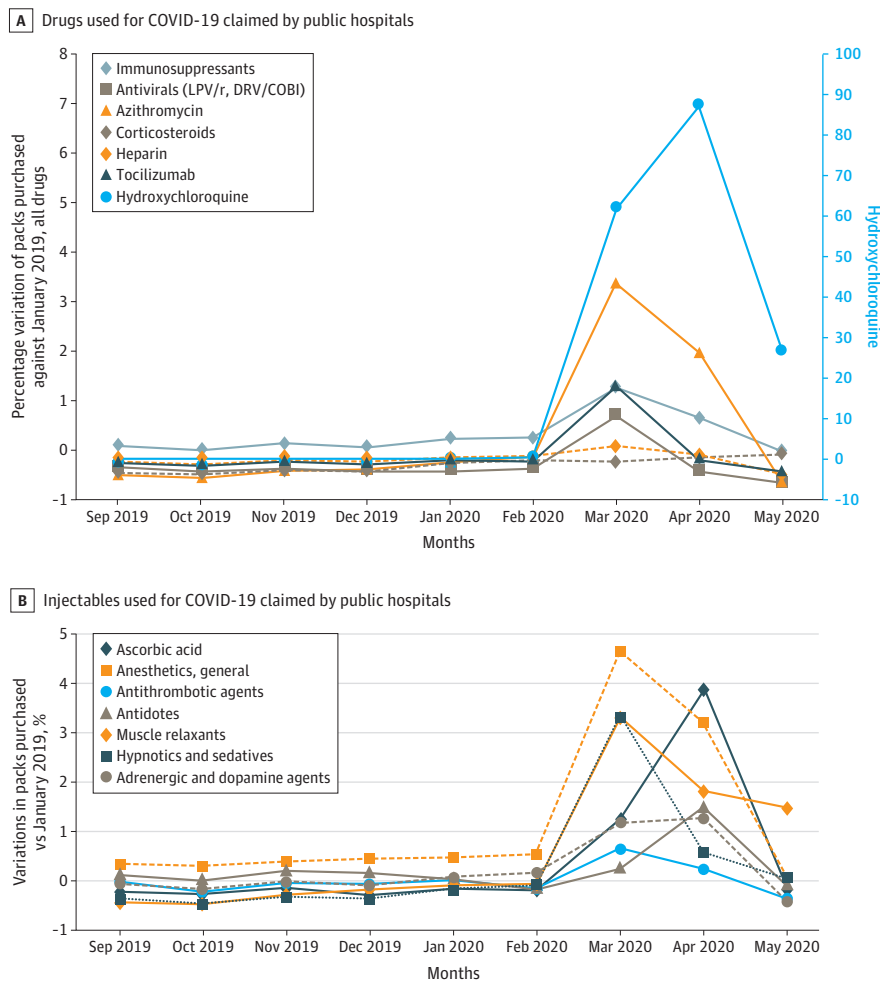 A Drugs used for COVID-19 claimed by public hospitals
Percentage variation of packs purchased
against January 2019, all drugs
8
7
6
5
4
3
2
1
0
-1
Immunosuppressants
Antivirals (LPV/r, DRV/COBI)
Azithromycin
Corticosteroids
Heparin
Tocilizumab
Hydroxychloroquine
100
90
80
70
60
50
40
30
20
10
0
-10
Hydroxychloroquine
Sep 2019 Oct 2019 Nov 2019 Dec 2019 Jan 2020 Feb 2020 Mar 2020 Apr 2020 May 2020
Months
B Injectables used for COVID-19 claimed by public hospitals
Variations in packs purchased
vs January 2019, %
5
4
3
2
1
0
-1
Ascorbic acid
Anesthetics, general
Antithrombotic agents
Antidotes
Muscle relaxants
Hypnotics and sedatives
Adrenergic and dopamine agents
Sep 2019 Oct 2019 Nov 2019 Dec 2019 Jan 2020 Feb 2020 Mar 2020 Apr 2020 May 2020
Months